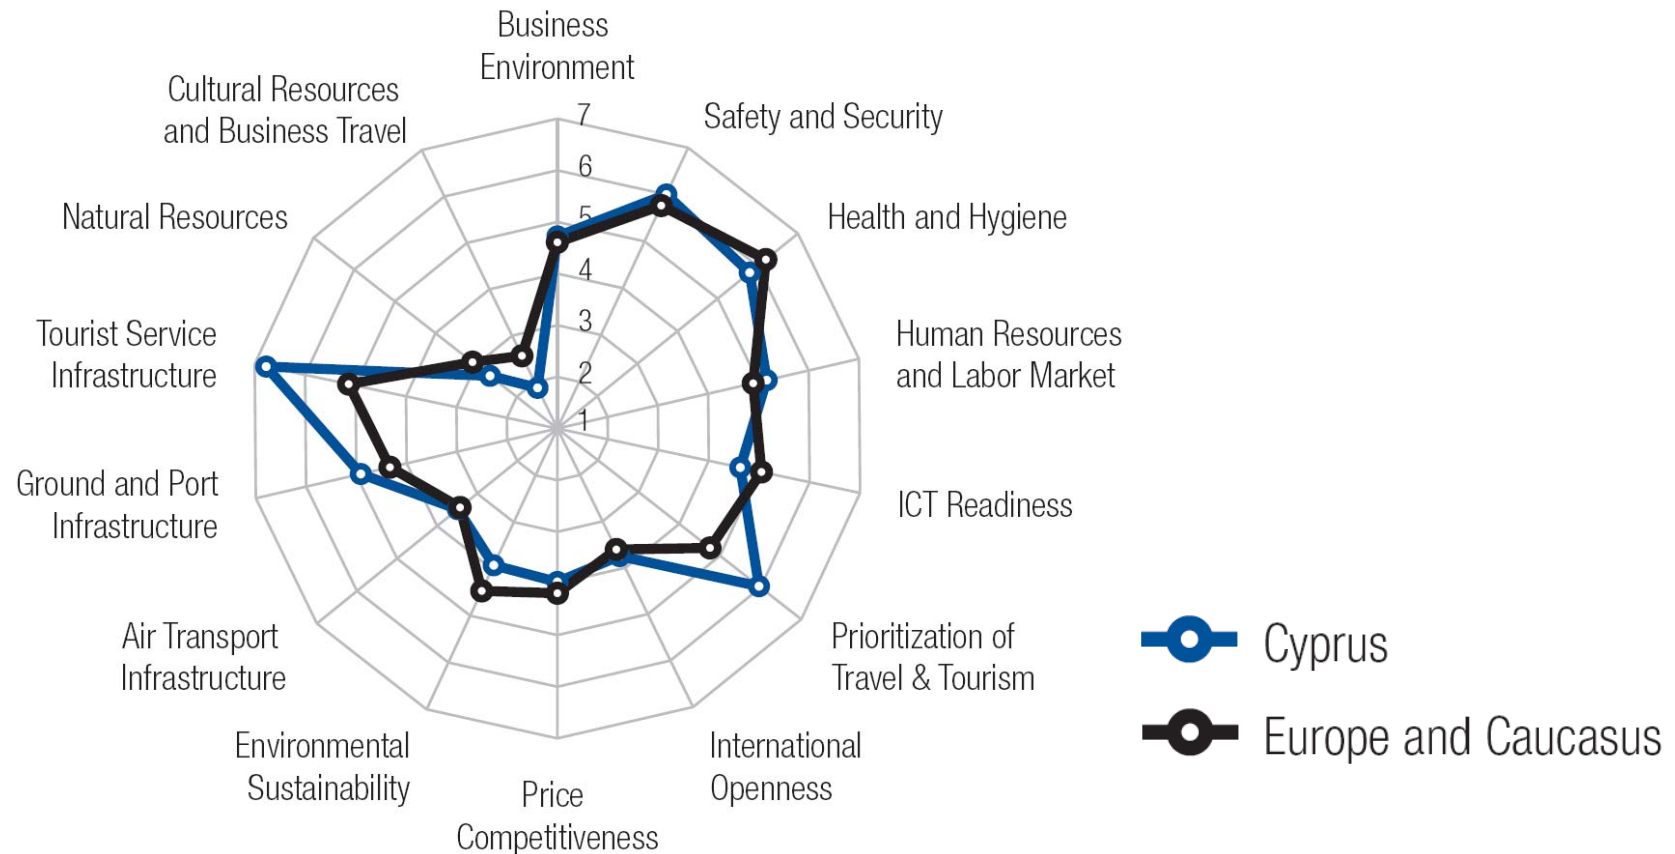 Business
Environment
Cultural Resources
and Business Travel
7
Safety and Security
6
Natural Resources
5
Health and Hygiene
4
Tourist Service
Infrastructure
3
Human Resources
and Labor Market
2
1
Ground and Port
Infrastructure
ICT Readiness
Air Transport
Infrastructure
Prioritization of
Travel & Tourism
Cyprus
Environmental
Sustainability
International
Openness
Europe and Caucasus
Price
Competitiveness